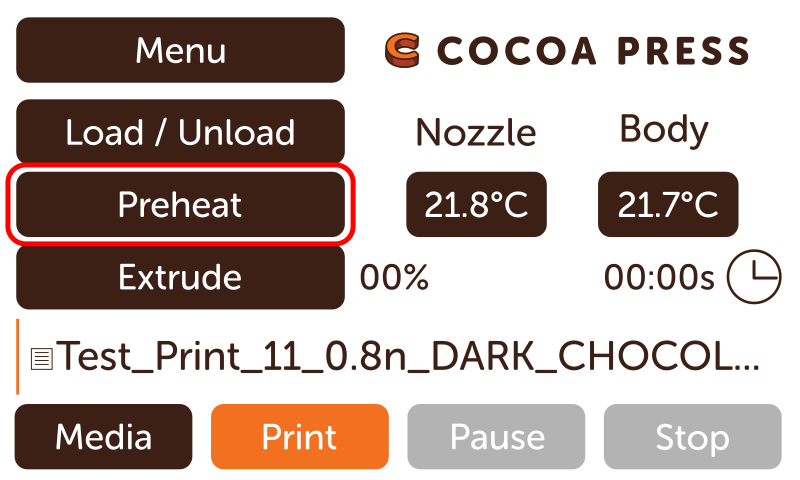 Menu
COCOA PRESS
Load / Unload
Nozzle
Body
Preheat
21.8°C
21.7°C
Extrude
00%
00:00s
Test_Print_11_0.8n_DARK_CHOCOL...
Media
Print
Pause
Stop